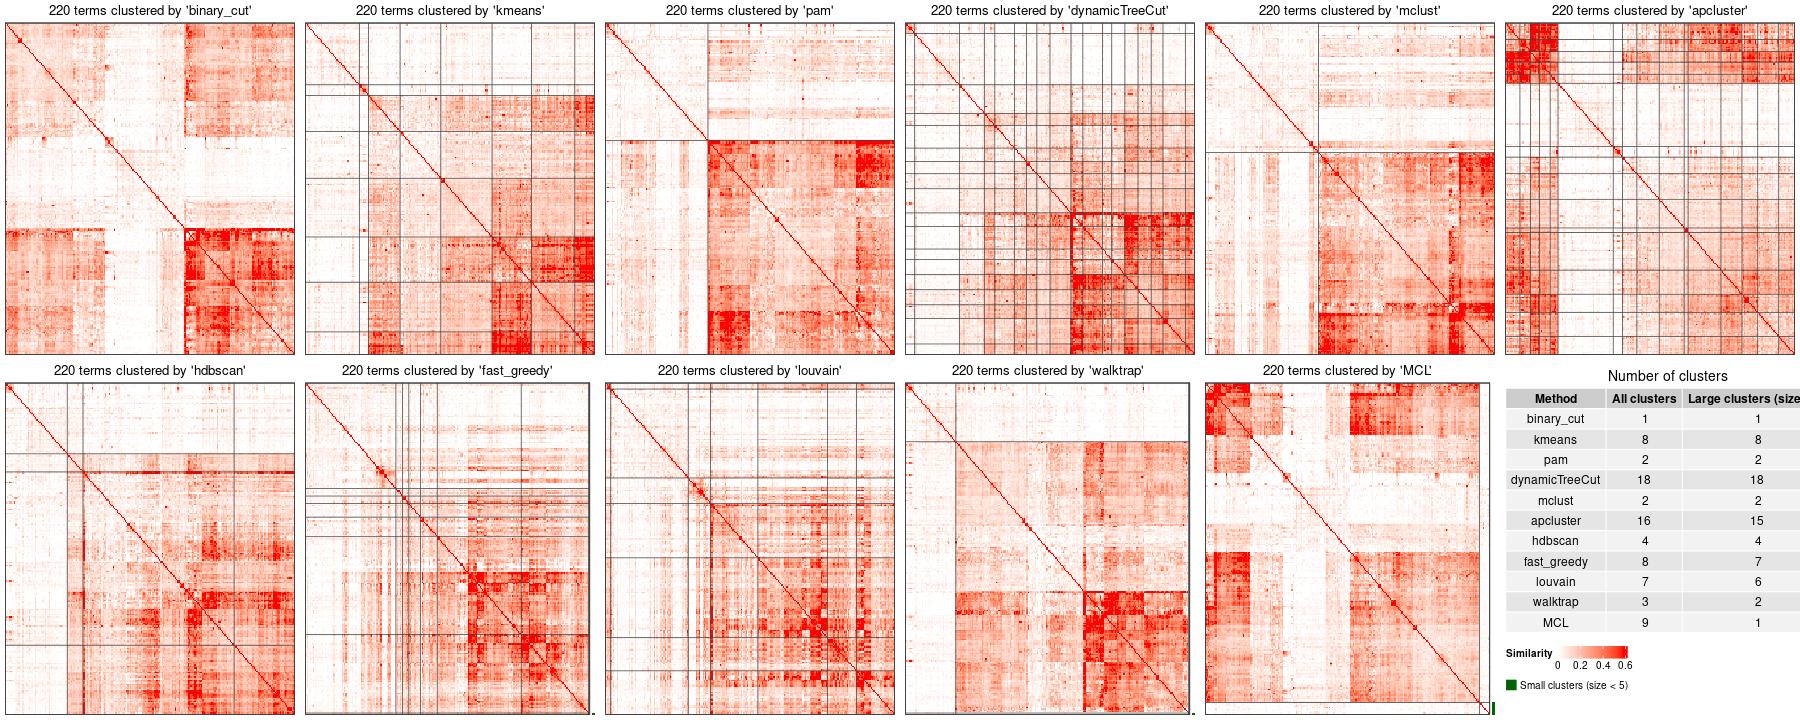 220 terms clustered by 'binary_cut'
220 terms clustered by 'kmeans'
220 terms clustered by 'pam'
220 terms clustered by 'dynamicTreeCut'
220 terms clustered by 'mclust'
220 terms clustered by 'apcluster'
220 terms clustered by 'hdbscan'
220 terms clustered by 'fast_greedy'
220 terms clustered by 'louvain'
220 terms clustered by 'walktrap'
220 terms clustered by 'MCL'
Number of clusters
Method All clusters Large clusters (size
binary_cut 1 1
kmeans 8 8
pam 2 2
dynamicTreeCut 18 18
mclust 2 2
apcluster 16 15
hdbscan 4 4
fast_greedy 8 7
louvain 7 6
walktrap 3 2
MCL 9 1
Similarity
0 0.2 0.4 0.6
Small clusters (size < 5)